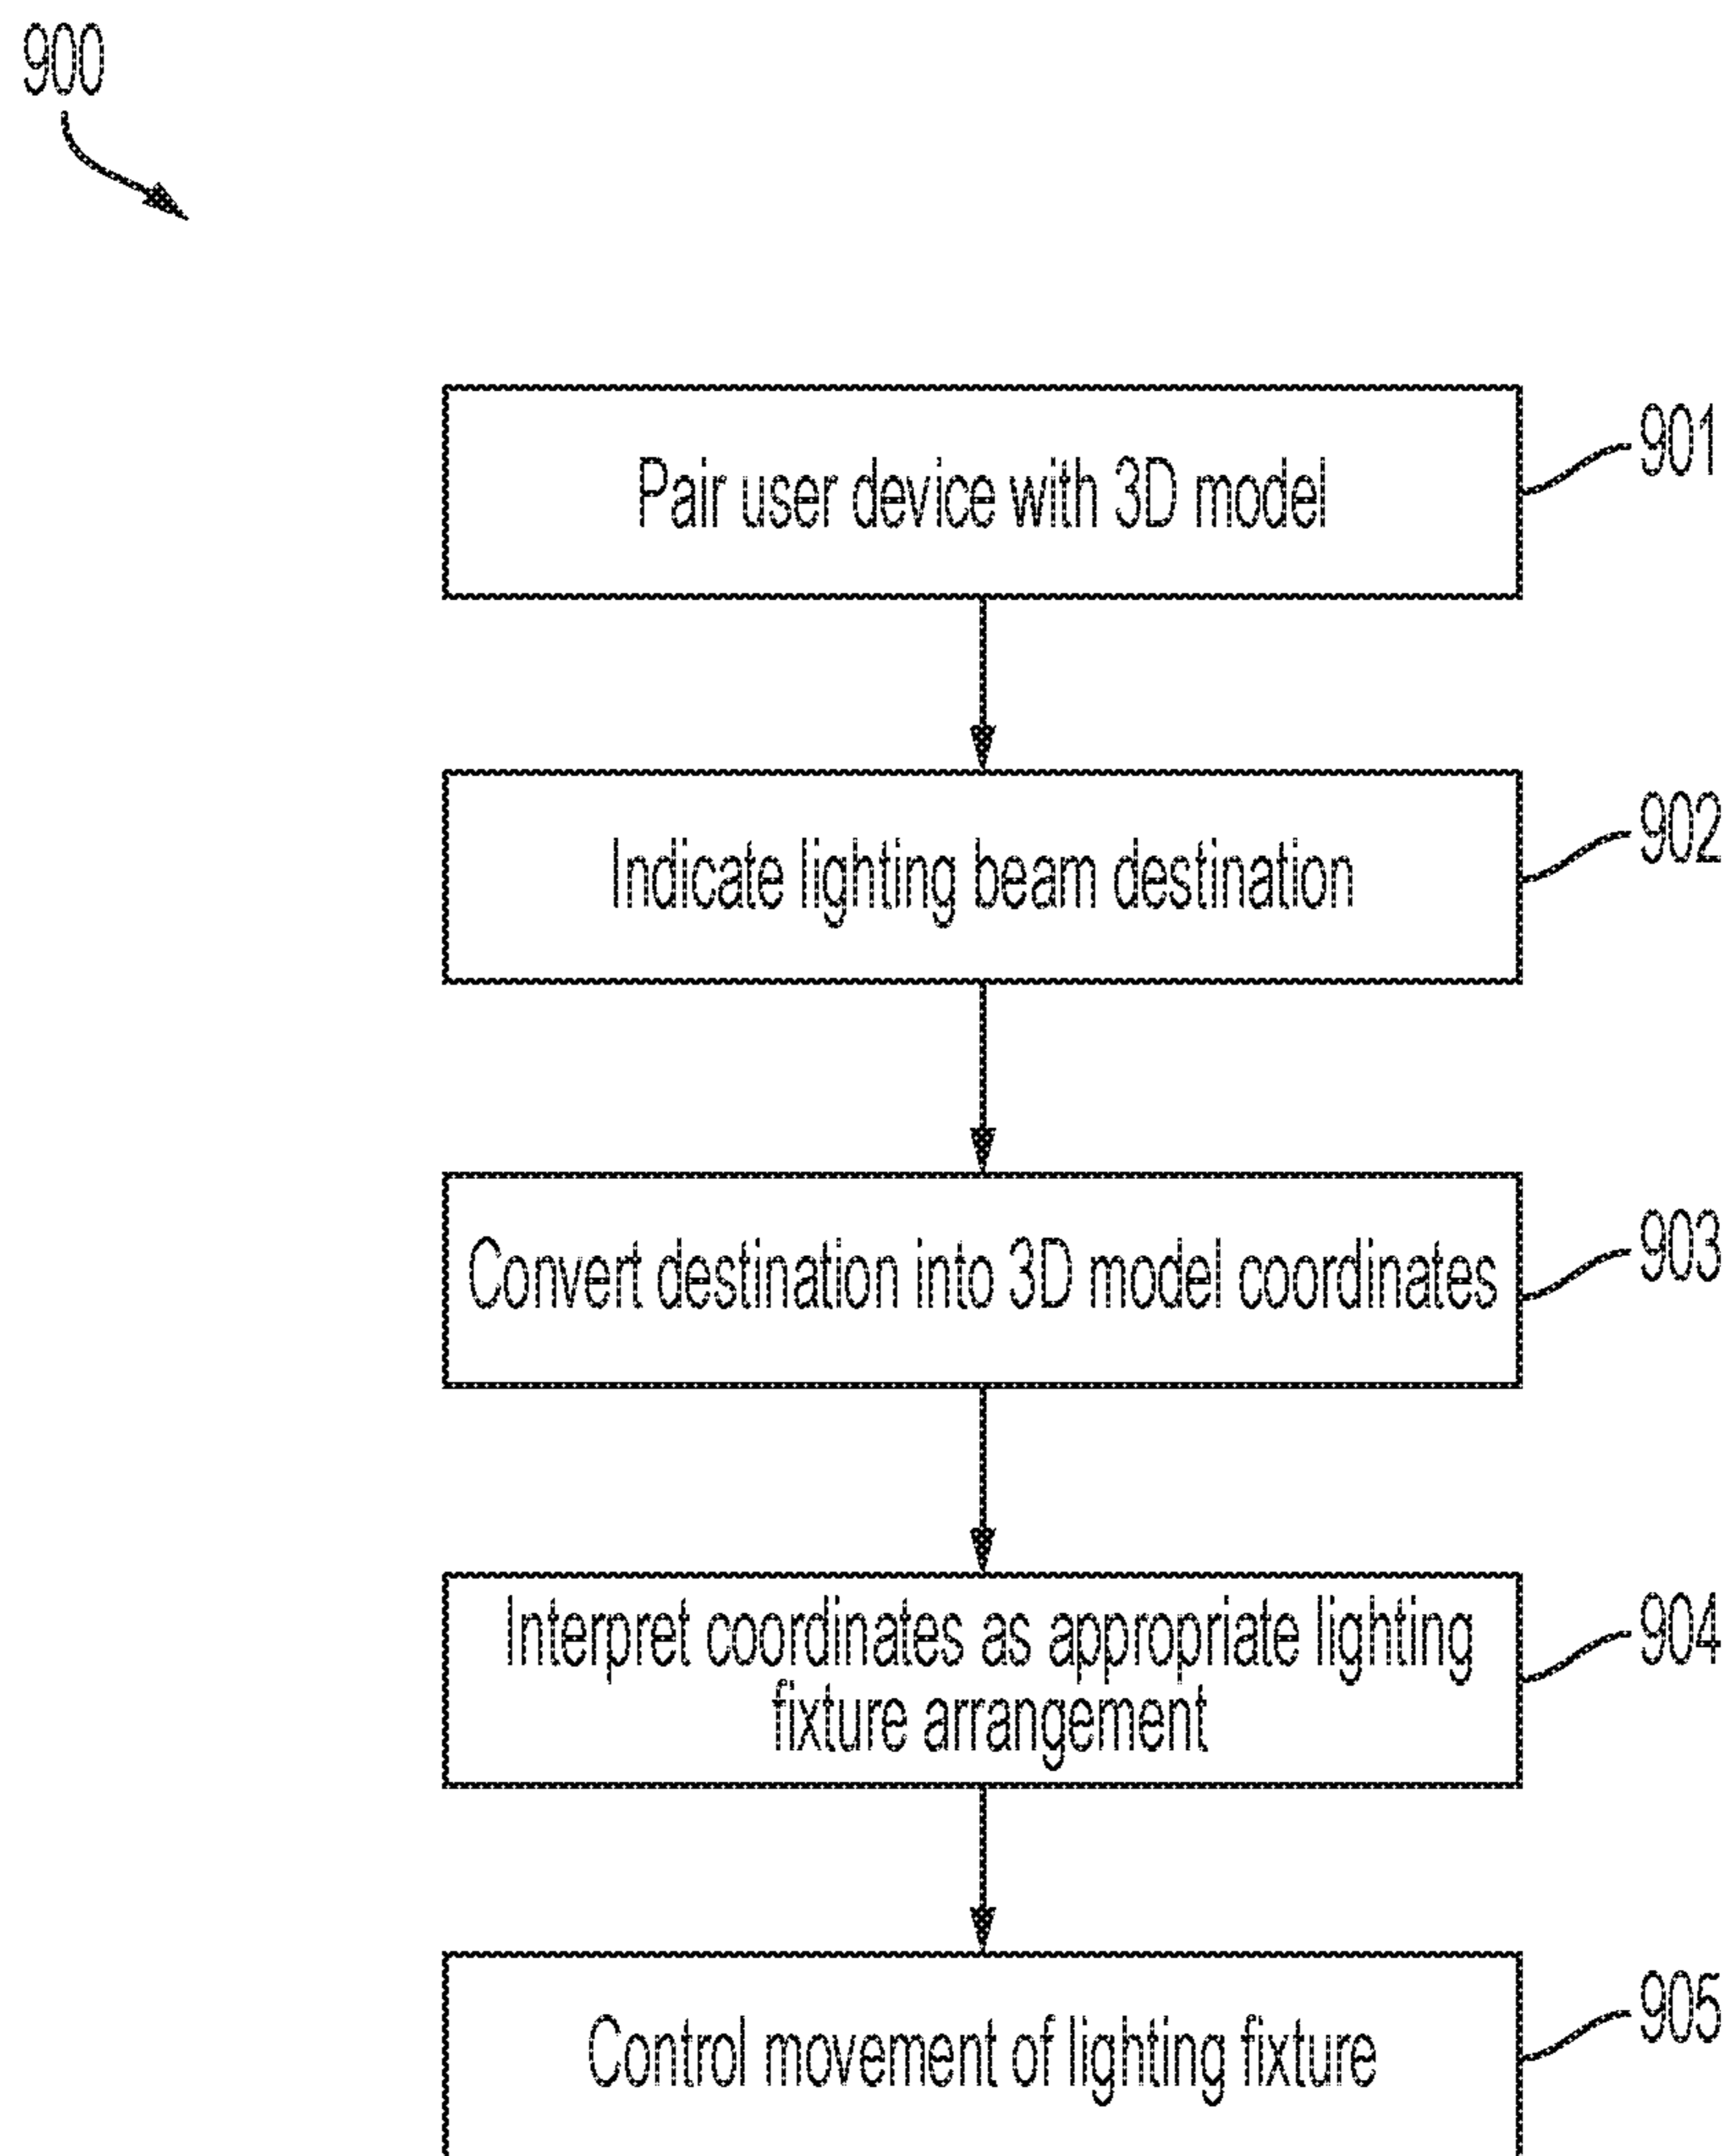 900
Pair user device with 3D model
901
Indicate lighting beam destination
902
Convert destination into 3D model coordinates
903
Interpret coordinates as appropriate lighting
fixture arrangement
904
Control movement of lighting fixture
905